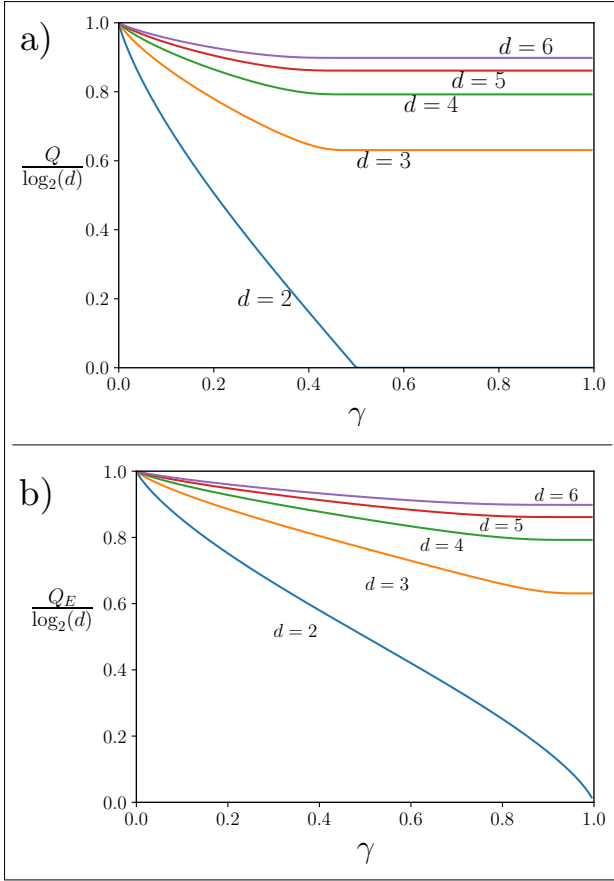 a)
1.0
0.8
0.6
0.4
0.2
0.0
Q
log₂(d)
d = 6
d = 5
d = 4
d = 3
d = 2
0.0 0.2 0.4 0.6 0.8 1.0
γ
b)
1.0
0.8
0.6
0.4
0.2
0.0
Q_E
log₂(d)
d = 6
d = 5
d = 4
d = 3
d = 2
0.0 0.2 0.4 0.6 0.8 1.0
γ